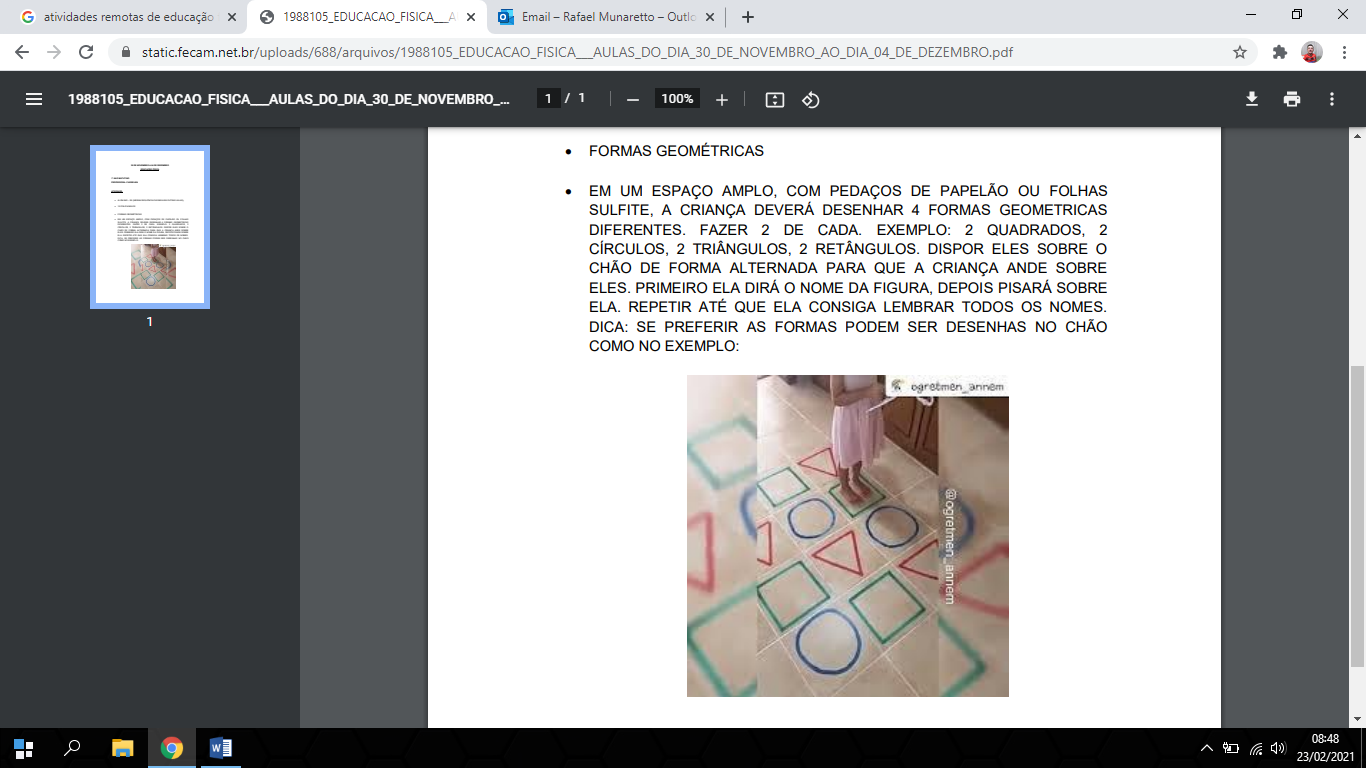 atividades remotas de educação
1988105_EDUCACAO_FISICA___A
Email – Rafael Munaretto – Outlo
static.fecam.net.br/uploads/688/arquivos/1988105_EDUCACAO_FISICA___AULAS_DO_DIA_30_DE_NOVEMBRO_AO_DIA_04_DE_DEZEMBRO.pdf
1988105_EDUCACAO_FISICA___AULAS_DO_DIA_30_DE_NOVEMBRO_...
1 / 1
100%
1
• FORMAS GEOMÉTRICAS
• EM UM ESPAÇO AMPLO, COM PEDAÇOS DE PAPELÃO OU FOLHAS
SULFITE, A CRIANÇA DEVERÁ DESENHAR 4 FORMAS GEOMETRICAS
DIFERENTES. FAZER 2 DE CADA. EXEMPLO: 2 QUADRADOS, 2
CÍRCULOS, 2 TRIÂNGULOS, 2 RETÂNGULOS. DISPOR ELES SOBRE O
CHÃO DE FORMA ALTERNADA PARA QUE A CRIANÇA ANDE SOBRE
ELES. PRIMEIRO ELA DIRÁ O NOME DA FIGURA, DEPOIS PISARÁ SOBRE
ELA. REPETIR ATÉ QUE ELA CONSIGA LEMBRAR TODOS OS NOMES.
DICA: SE PREFERIR AS FORMAS PODEM SER DESENHAS NO CHÃO
COMO NO EXEMPLO:
ogretmen_annem
@ogretmen_annem
08:48
23/02/2021